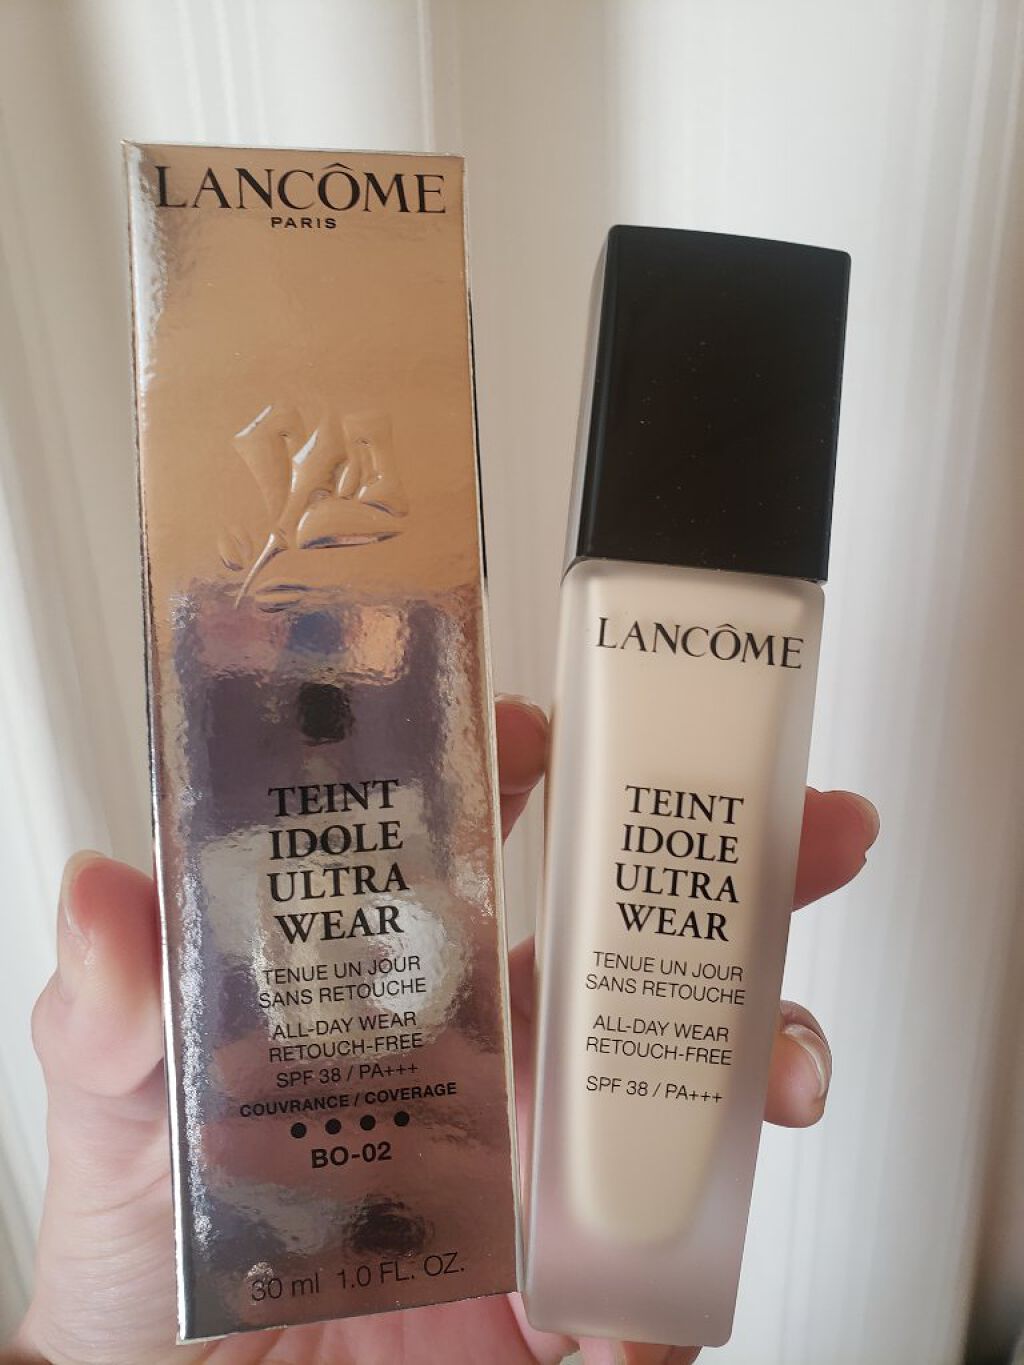 LANCÔME
PARIS
TEINT
IDOLE
ULTRA
WEAR
TENUE UN JOUR
SANS RETOUCHE
ALL-DAY WEAR
RETOUCH-FREE
SPF 38 / PA+++
COUVRANCE / COVERAGE
BO-02
30 ml 1.0 FL. OZ.
LANCÔME
TEINT
IDOLE
ULTRA
WEAR
TENUE UN JOUR
SANS RETOUCHE
ALL-DAY WEAR
RETOUCH-FREE
SPF 38 / PA+++